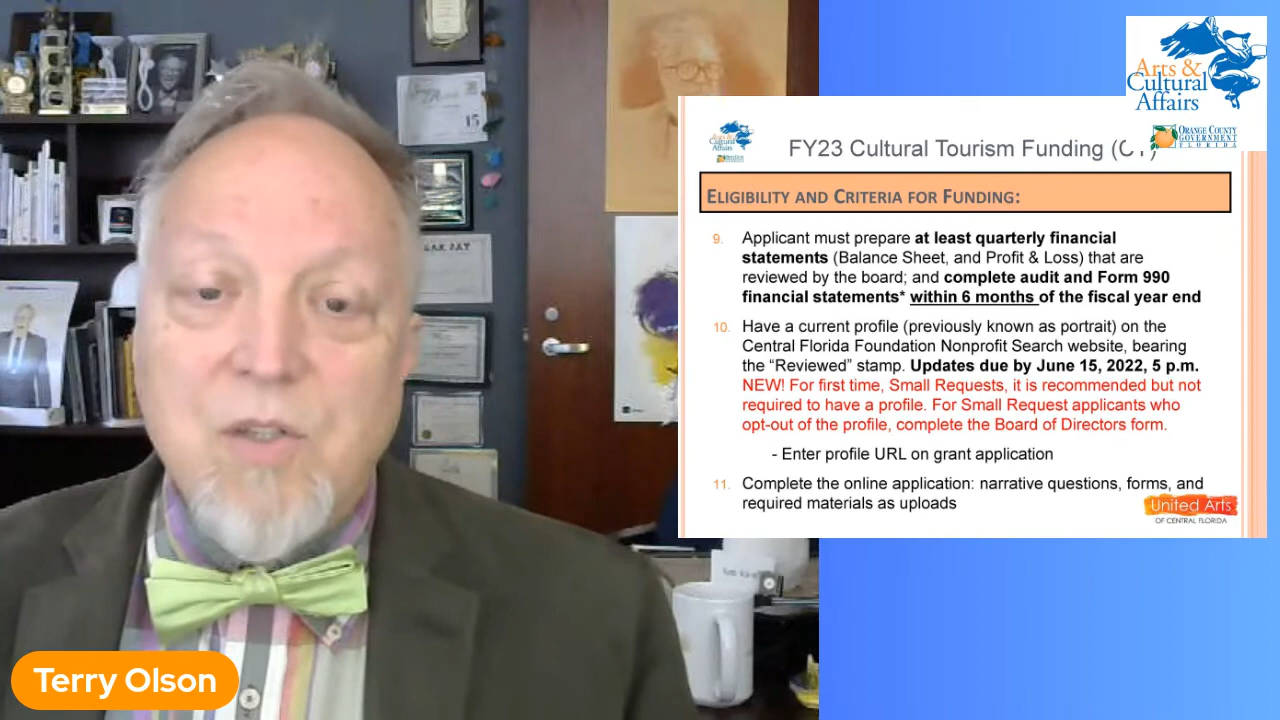 Arts &
Cultural
Affairs
ORANGE COUNTY
GOVERNMENT
FLORIDA
Arts &
Cultural
Affairs
FY23 Cultural Tourism Funding (CT)
ELIGIBILITY AND CRITERIA FOR FUNDING:
9. Applicant must prepare at least quarterly financial
statements (Balance Sheet, and Profit & Loss) that are
reviewed by the board; and complete audit and Form 990
financial statements* within 6 months of the fiscal year end
10. Have a current profile (previously known as portrait) on the
Central Florida Foundation Nonprofit Search website, bearing
the “Reviewed” stamp. Updates due by June 15, 2022, 5 p.m.
NEW! For first time, Small Requests, it is recommended but not
required to have a profile. For Small Request applicants who
opt-out of the profile, complete the Board of Directors form.
- Enter profile URL on grant application
11. Complete the online application: narrative questions, forms, and
required materials as uploads
United Arts
OF CENTRAL FLORIDA
15
Terry Olson